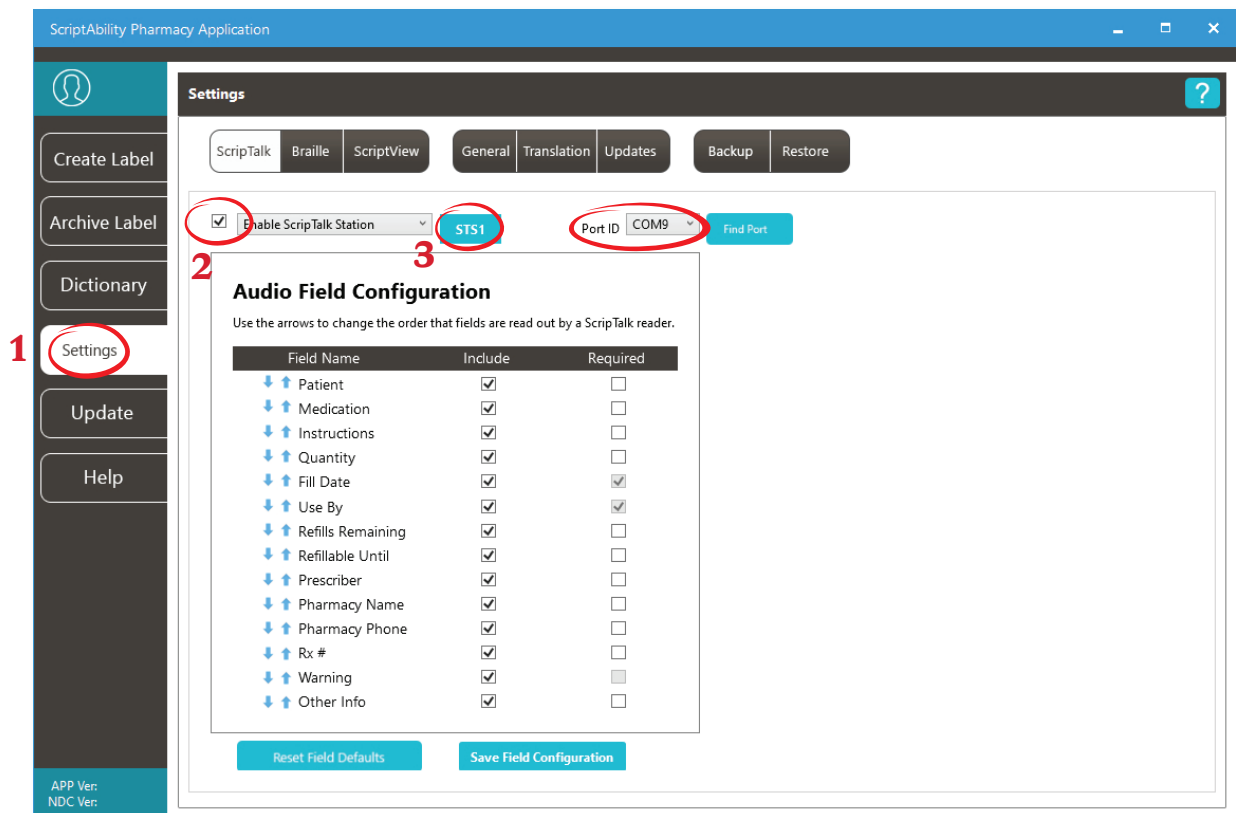 ScriptAbility Pharmacy Application
Settings
?
Create Label
Archive Label
Dictionary
1
Settings
Update
Help
APP Ver:
NDC Ver:
ScripTalk Braille ScriptView General Translation Updates Backup Restore
Enable ScripTalk Station STS1 Port ID COM9 Find Port
2 3
Audio Field Configuration
Use the arrows to change the order that fields are read out by a ScripTalk reader.
Field Name Include Required
Patient
Medication
Instructions
Quantity
Fill Date
Use By
Refills Remaining
Refillable Until
Prescriber
Pharmacy Name
Pharmacy Phone
Rx #
Warning
Other Info
Reset Field Defaults Save Field Configuration